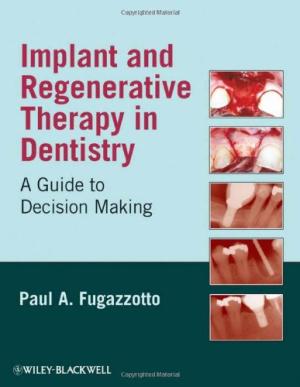 Implant and
Regenerative
Therapy in
Dentistry
A Guide to
Decision Making
Paul A. Fugazzotto
WILEY-BLACKWELL